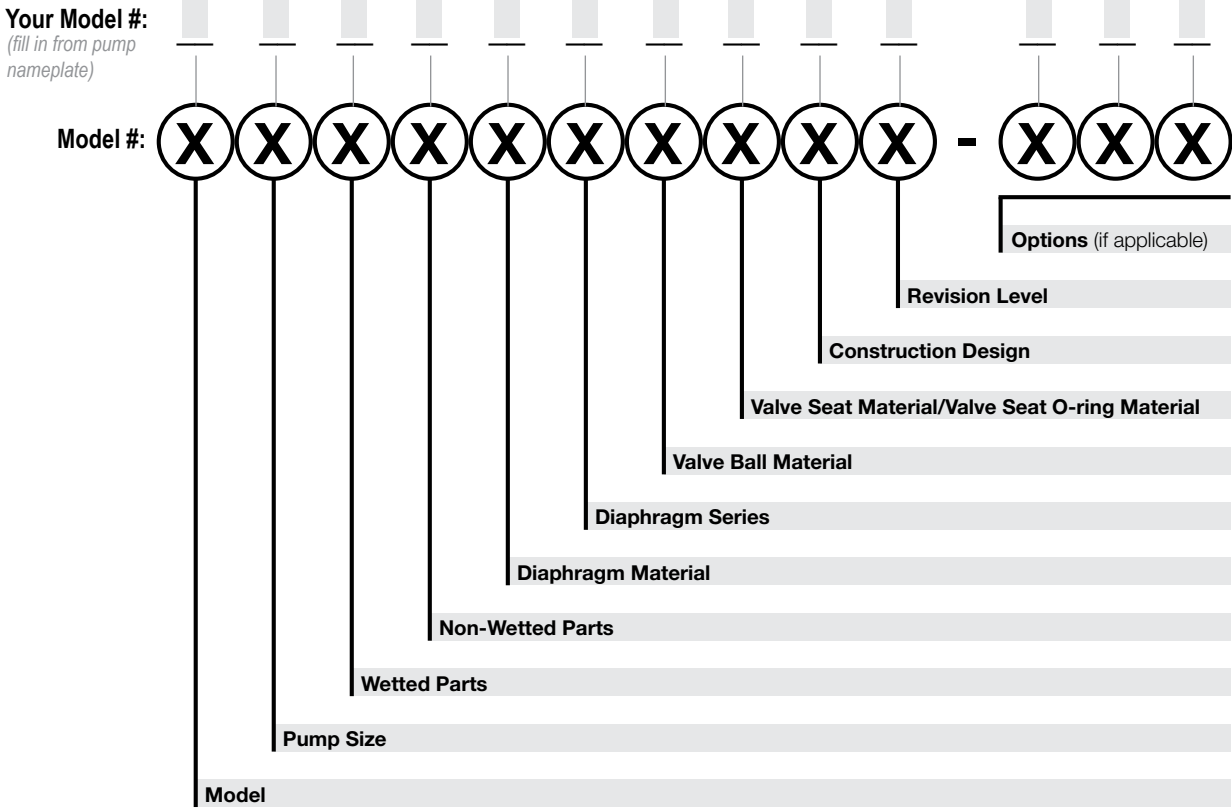 Your Model #:
(fill in from pump
nameplate)
Model #: X X X X X X X X X X - X X X
Options (if applicable)
Revision Level
Construction Design
Valve Seat Material/Valve Seat O-ring Material
Valve Ball Material
Diaphragm Series
Diaphragm Material
Non-Wetted Parts
Wetted Parts
Pump Size
Model